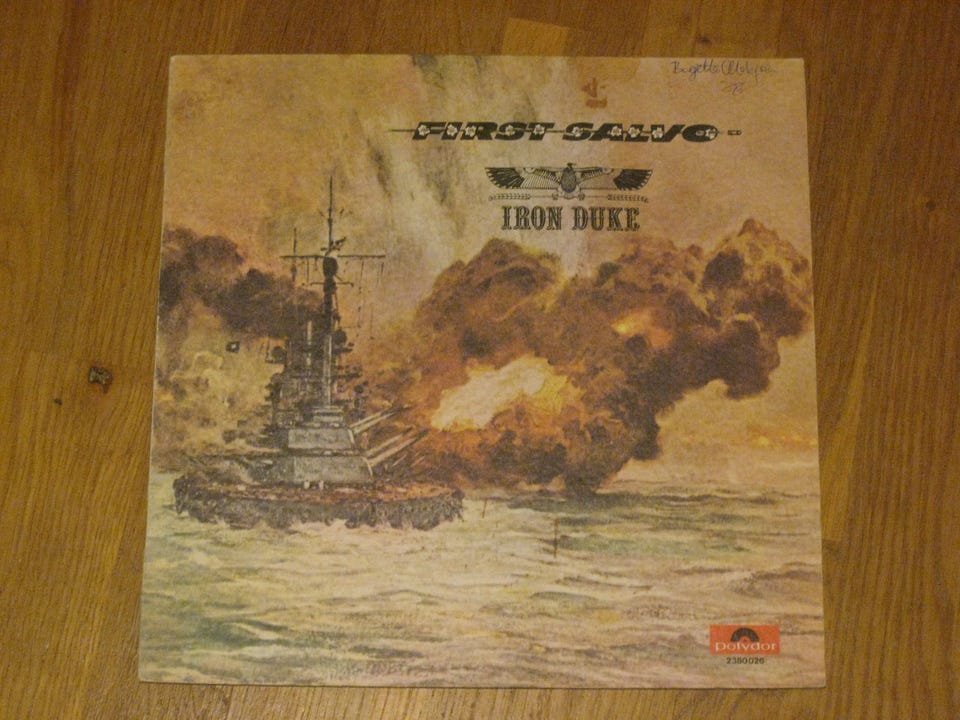 FIRST SALVO
IRON DUKE
polydor
2380026